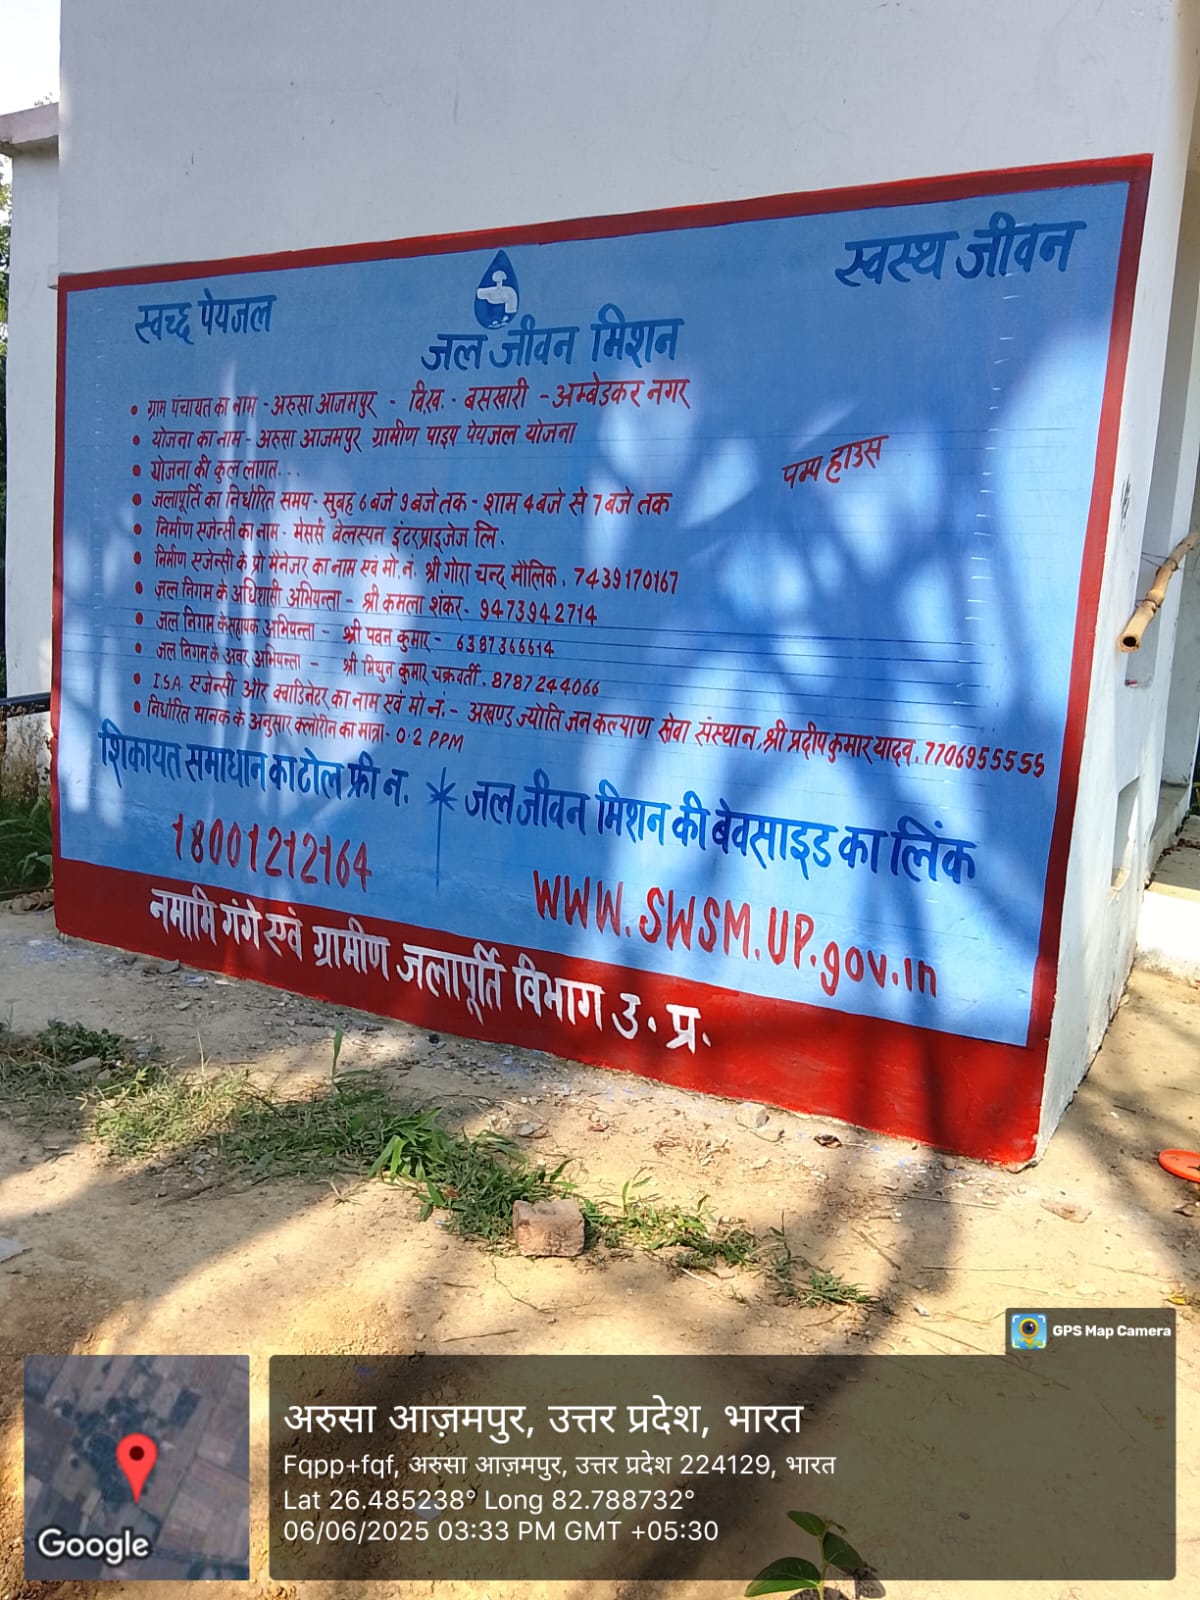 स्वच्छ पेयजल
स्वस्थ जीवन
जल जीवन मिशन
• ग्राम पंचायत का नाम - अरुसा आजमपुर - वि.ख. - बसखारी - अम्बेडकर नगर
• योजना का नाम - अरुसा आजमपुर ग्रामीण पाइप पेयजल योजना
• योजना की कुल लागत...
पम्प हाउस
• जलापूर्ति का निर्धारित समय - सुबह 6 बजे 9 बजे तक - शाम 4 बजे से 7 बजे तक
• निर्माण एजेन्सी का नाम - मेसर्स वेलस्पन इंटरप्राइजेज लि.
• निर्माण एजेन्सी के प्रो मैनेजर का नाम एवं मो. नं. श्री गोरा चन्द मौलिक. 7439170167
• जल निगम के अधिशाही अभियन्ता - श्री कमला शंकर - 9473942714
• जल निगम के सहायक अभियन्ता - श्री पवन कुमार - 6387366614
• जल निगम के अवर अभियन्ता - श्री मिथुन कुमार चक्रवर्ती. 8787244066
• I.S.A. एजेन्सी और क्वाडिनेटर का नाम एवं मो नं. - अखण्ड ज्योति जन कल्याण सेवा संस्थान, श्री प्रदीप कुमार यादव. 7706955555
• निर्धारित मानक के अनुसार क्लोरिन का मात्रा - 0.2 PPM
शिकायत समाधान का टोल फ्री न.
18001212164
* जल जीवन मिशन की बेवसाइड का लिंक
WWW.SWSM.UP.gov.in
नमामि गंगे एवं ग्रामीण जलापूर्ति विभाग उ. प्र.
GPS Map Camera
अरुसा आज़मपुर, उत्तर प्रदेश, भारत
Fqpp+fqf, अरुसा आज़मपुर, उत्तर प्रदेश 224129, भारत
Lat 26.485238° Long 82.788732°
06/06/2025 03:33 PM GMT +05:30
Google